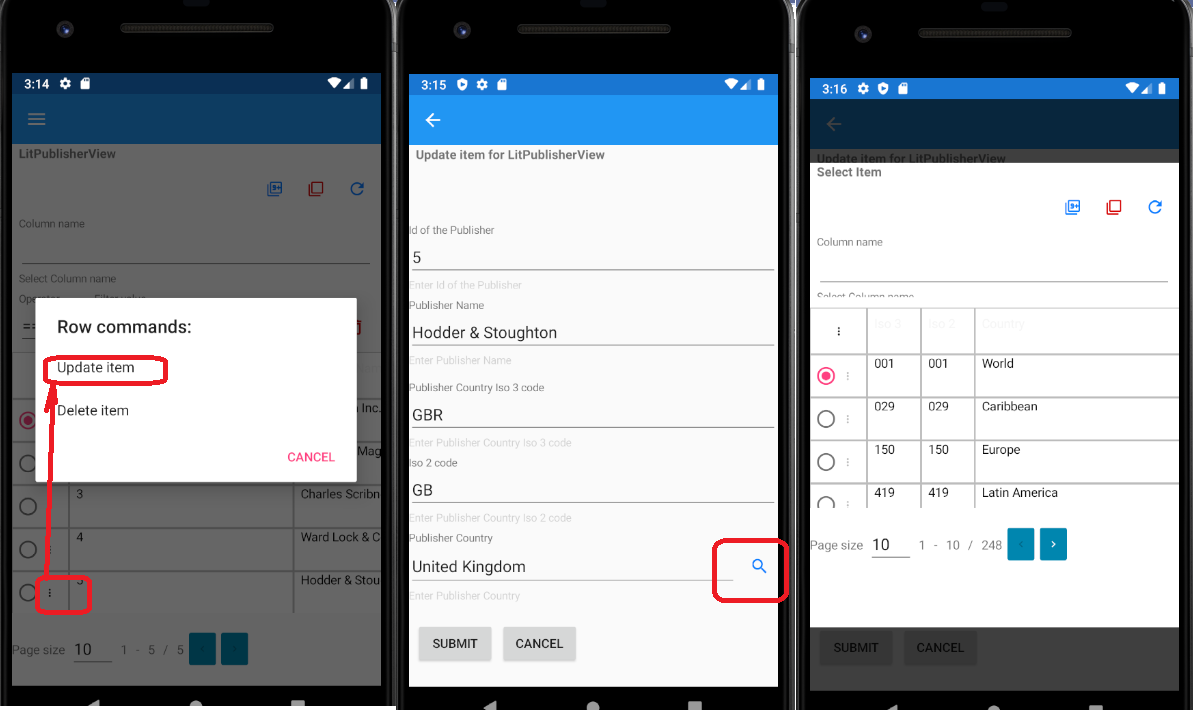 3:14
LitPublisherView
Column name
Select Column name
Operator Filter value
==
Row commands:
Update item
Delete item
CANCEL
Inc.
Mag
3 Charles Scribn
4 Ward Lock & C
5 Hodder & Stou
Page size 10 1 - 5 / 5
3:15
Update item for LitPublisherView
Id of the Publisher
5
Enter Id of the Publisher
Publisher Name
Hodder & Stoughton
Enter Publisher Name
Publisher Country Iso 3 code
GBR
Enter Publisher Country Iso 3 code
Iso 2 code
GB
Enter Publisher Country Iso 2 code
Publisher Country
United Kingdom
Enter Publisher Country
SUBMIT CANCEL
3:16
Update item for LitPublisherView
Select Item
9+
Column name
Select Column name
Iso 3 Iso 2 Country
001 001 World
029 029 Caribbean
150 150 Europe
419 419 Latin America
Page size 10 1 - 10 / 248 < >
SUBMIT CANCEL